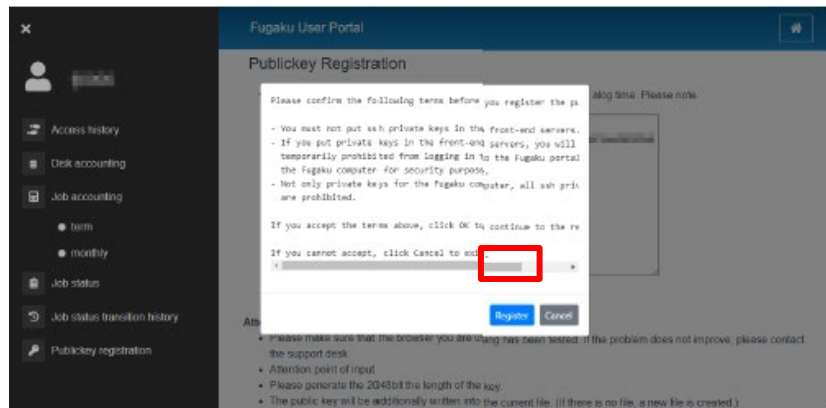 ×
Fugaku User Portal
Publickey Registration
Access history
Disk accounting
Job accounting
term
monthly
Job status
Job status transition history
Publickey registration
alog time. Please note.
Please confirm the following terms before you register the pu
- You must not put ssh private keys in the front-end servers.
- If you put private keys in the front-end servers, you will
temporarily prohibited from logging in to the Fugaku portal
the Fugaku computer for security purpose,
- Not only private keys for the Fugaku computer, all ssh priv
are prohibited.
If you accept the terms above, click OK to continue to the re
If you cannot accept, click Cancel to exit.
Register Cancel
Att
• Please make sure that the browser you are using has been tested. If the problem does not improve, please contact
the support desk.
• Attention point of input
• Please generate the 2048bit the length of the key.
• The public key will be additionally written into the current file. (If there is no file, a new file is created.)